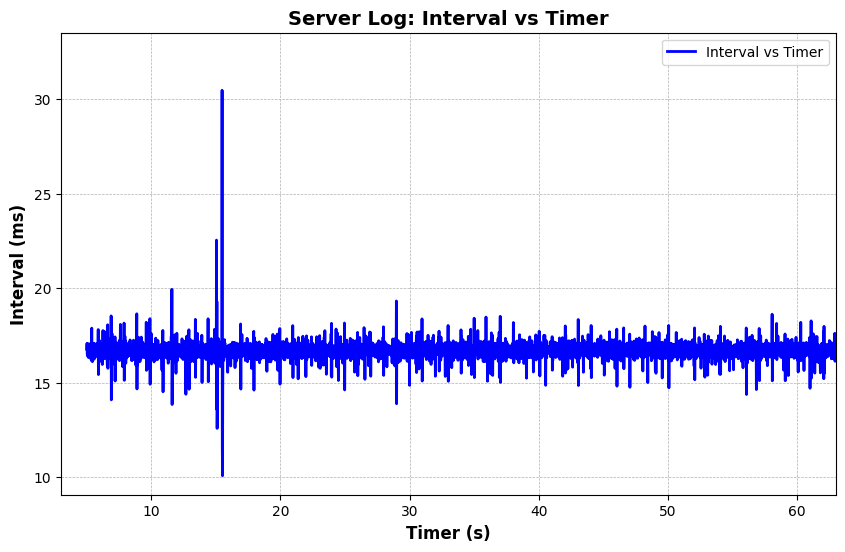 Server Log: Interval vs Timer
Interval vs Timer
30
25
20
15
10
Interval (ms)
10 20 30 40 50 60
Timer (s)